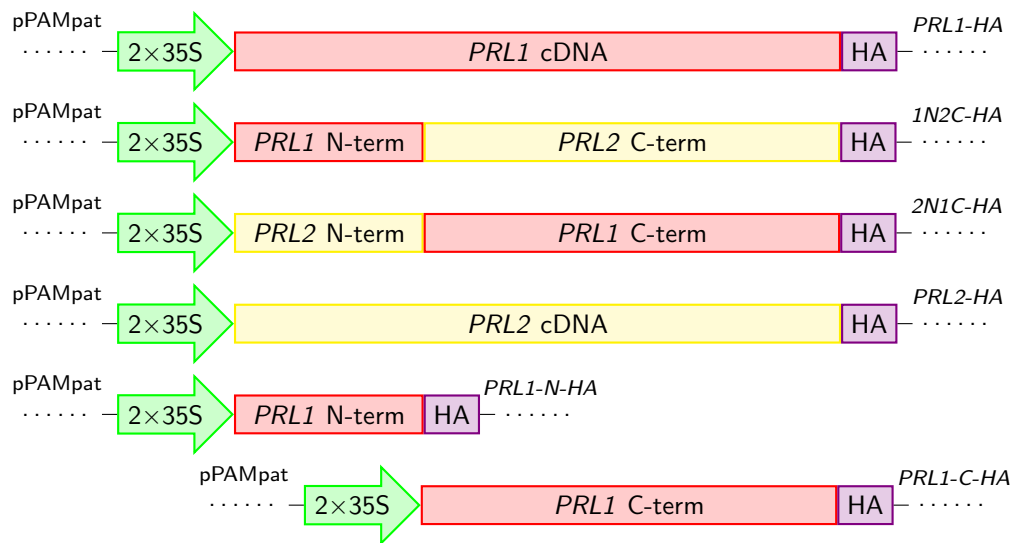 pPAMpat 2×35S PRL1 cDNA HA PRL1-HA
pPAMpat 2×35S PRL1 N-term PRL2 C-term HA 1N2C-HA
pPAMpat 2×35S PRL2 N-term PRL1 C-term HA 2N1C-HA
pPAMpat 2×35S PRL2 cDNA HA PRL2-HA
pPAMpat 2×35S PRL1 N-term HA PRL1-N-HA
pPAMpat 2×35S PRL1 C-term HA PRL1-C-HA